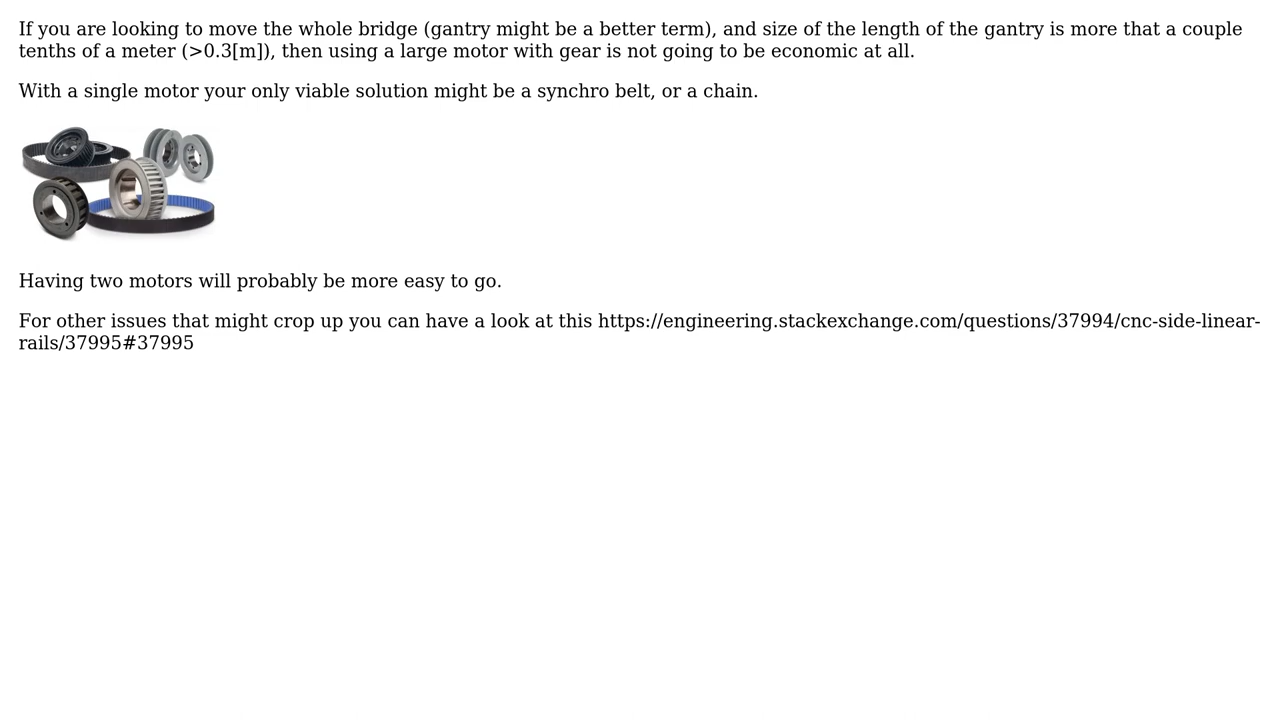 If you are looking to move the whole bridge (gantry might be a better term), and size of the length of the gantry is more that a couple
tenths of a meter (>0.3[m]), then using a large motor with gear is not going to be economic at all.
With a single motor your only viable solution might be a synchro belt, or a chain.
Having two motors will probably be more easy to go.
For other issues that might crop up you can have a look at this https://engineering.stackexchange.com/questions/37994/cnc-side-linear-
rails/37995#37995